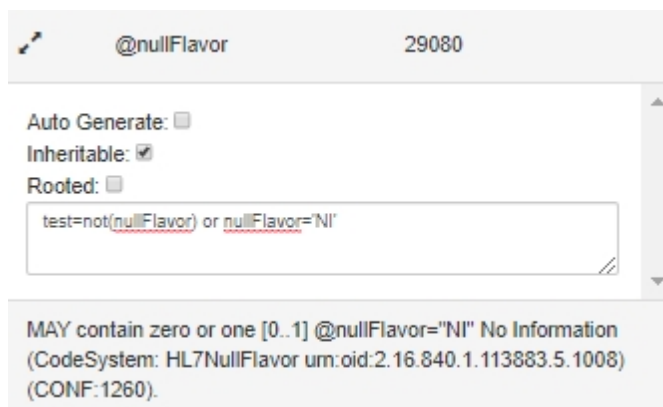 @nullFlavor 29080
Auto Generate:
Inheritable:
Rooted:
test=not(nullFlavor) or nullFlavor='NI'
MAY contain zero or one [0..1] @nullFlavor="NI" No Information
(CodeSystem: HL7NullFlavor urn:oid:2.16.840.1.113883.5.1008)
(CONF:1260).